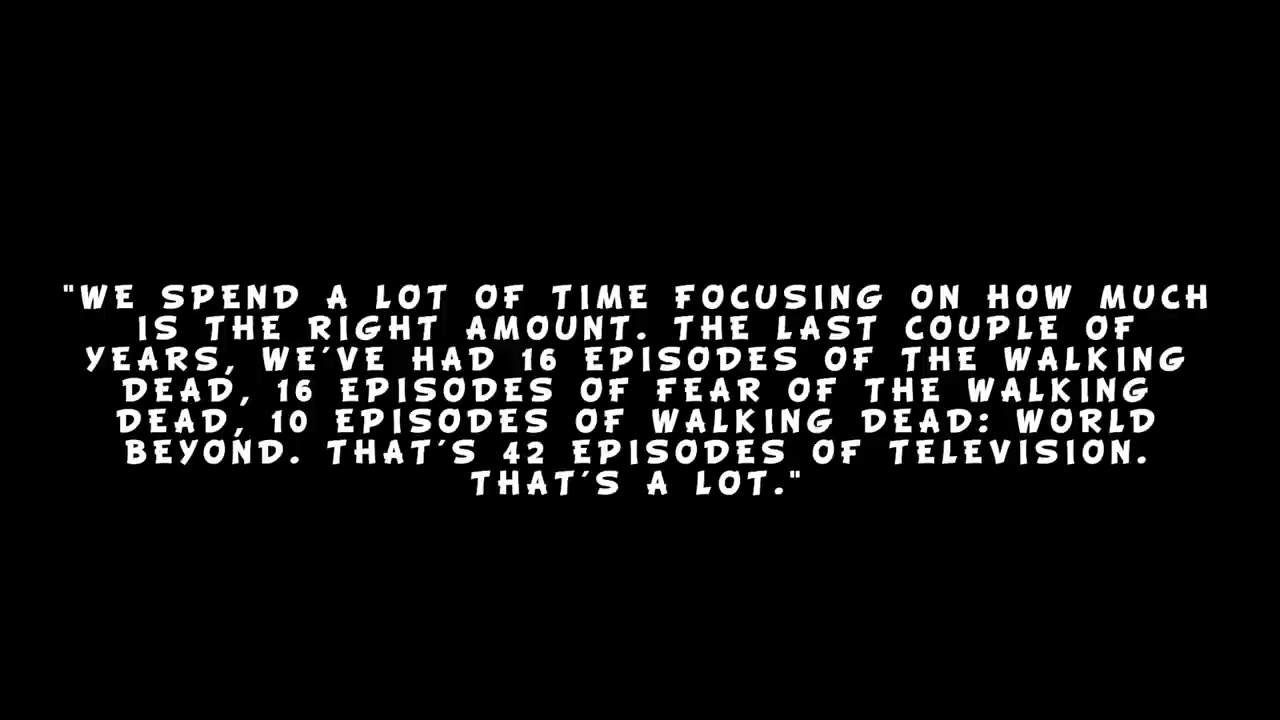 "WE SPEND A LOT OF TIME FOCUSING ON HOW MUCH
IS THE RIGHT AMOUNT. THE LAST COUPLE OF
YEARS, WE'VE HAD 16 EPISODES OF THE WALKING
DEAD, 16 EPISODES OF FEAR OF THE WALKING
DEAD, 10 EPISODES OF WALKING DEAD: WORLD
BEYOND. THAT'S 42 EPISODES OF TELEVISION.
THAT'S A LOT."